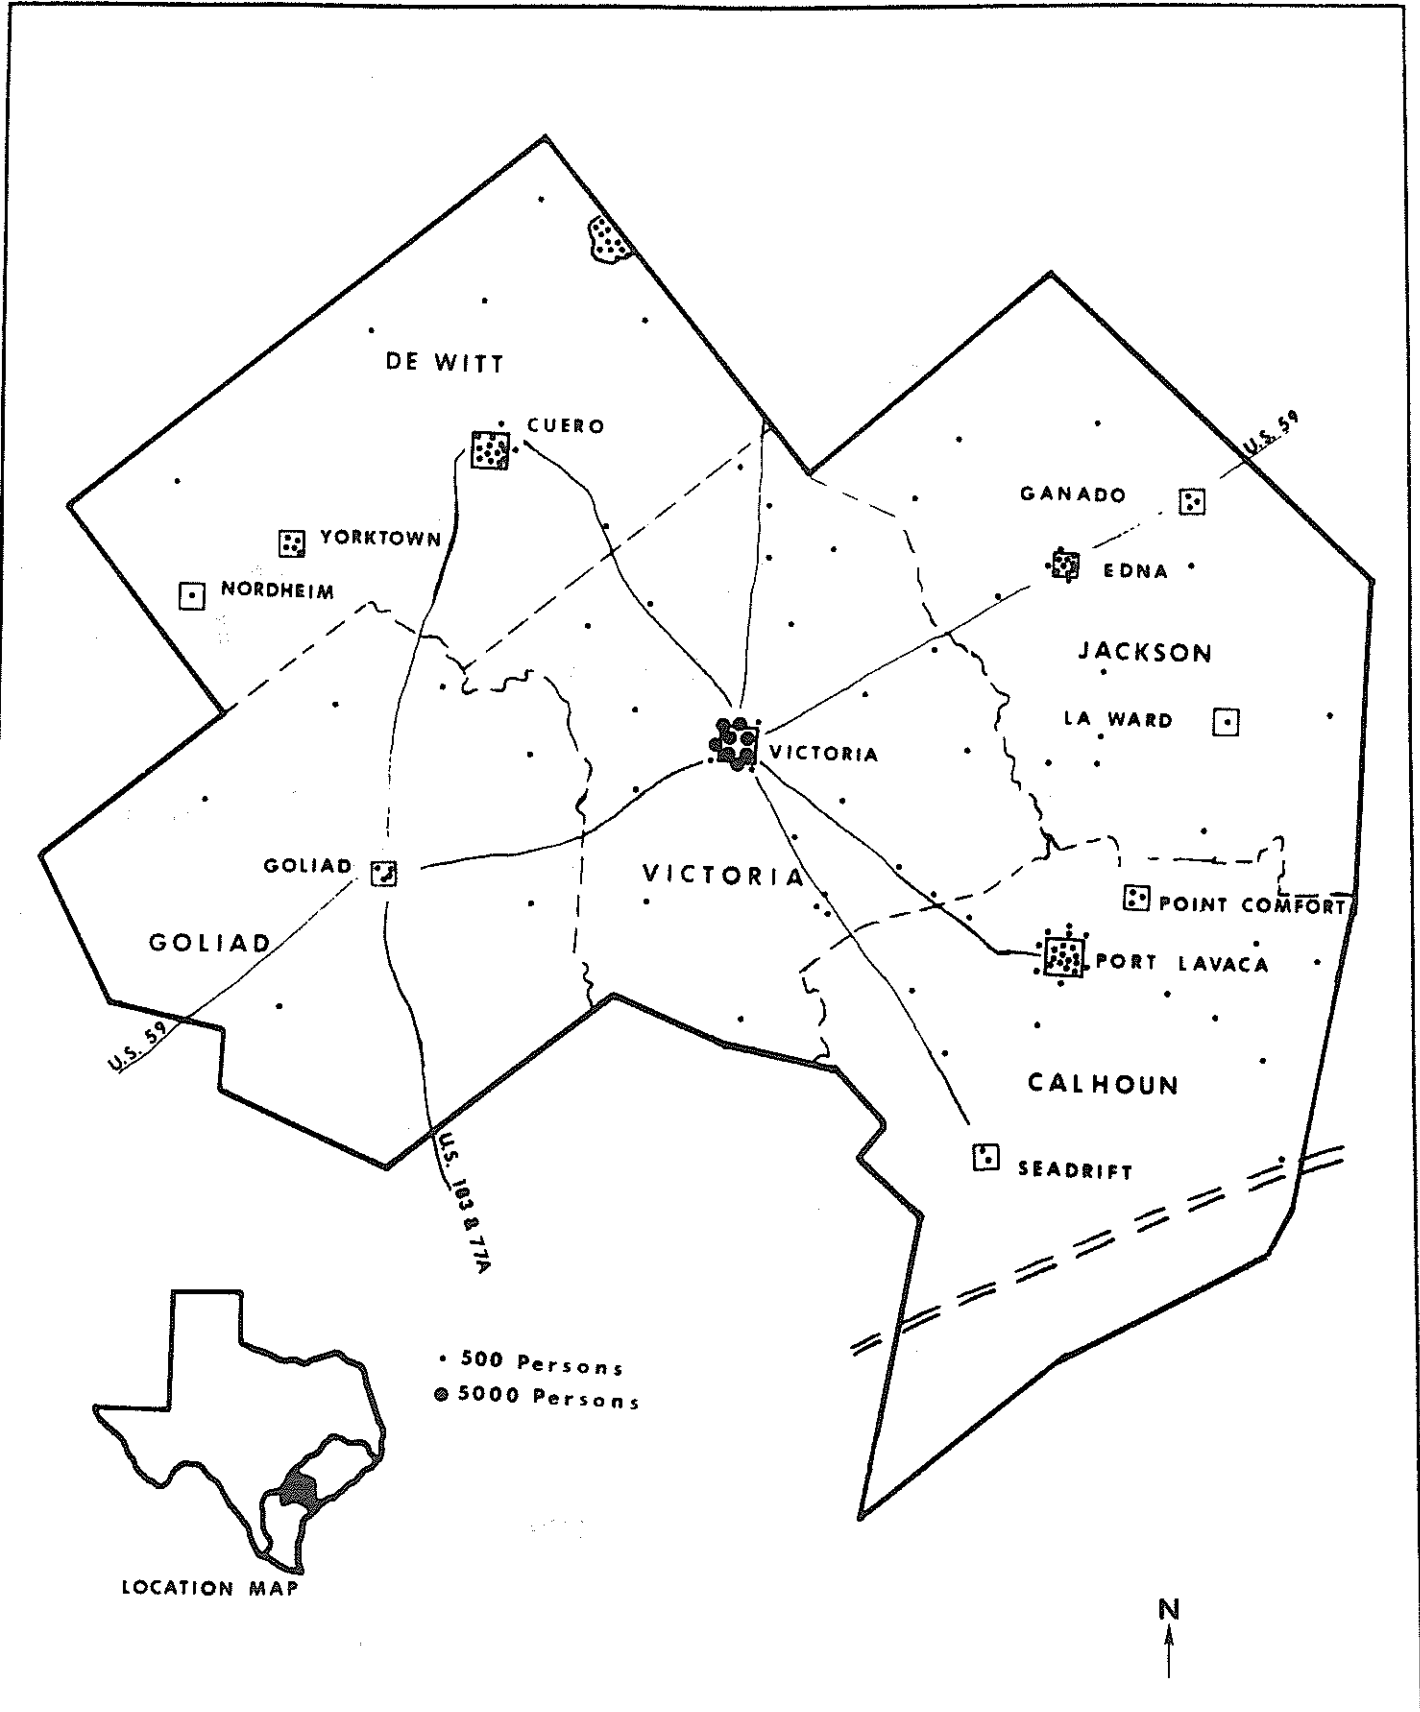 DE WITT
CUERO
U.S. 59
GANADO
YORKTOWN
EDNA
NORDHEIM
JACKSON
LA WARD
VICTORIA
GOLIAD
VICTORIA
POINT COMFORT
GOLIAD
PORT LAVACA
U.S. 59
CALHOUN
U.S. 183 & 77A
SEADRIFT
500 Persons
5000 Persons
LOCATION MAP
N